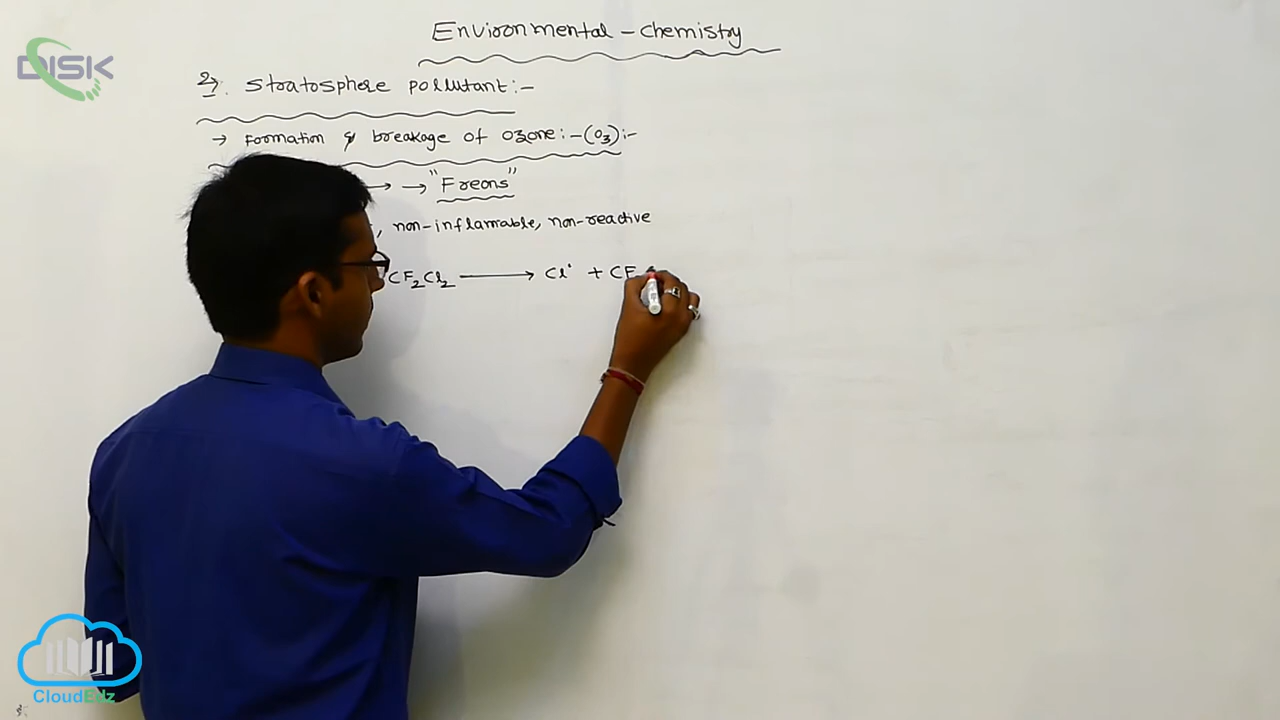 Environmental - chemistry
DISK
2). Stratosphere pollutant:-
→ Formation & breakage of Ozone:-(O3):-
→ → "Freons"
, non-inflammable, non-reactive
CF2Cl2 ⟶ Cl• + CF
CloudEdz